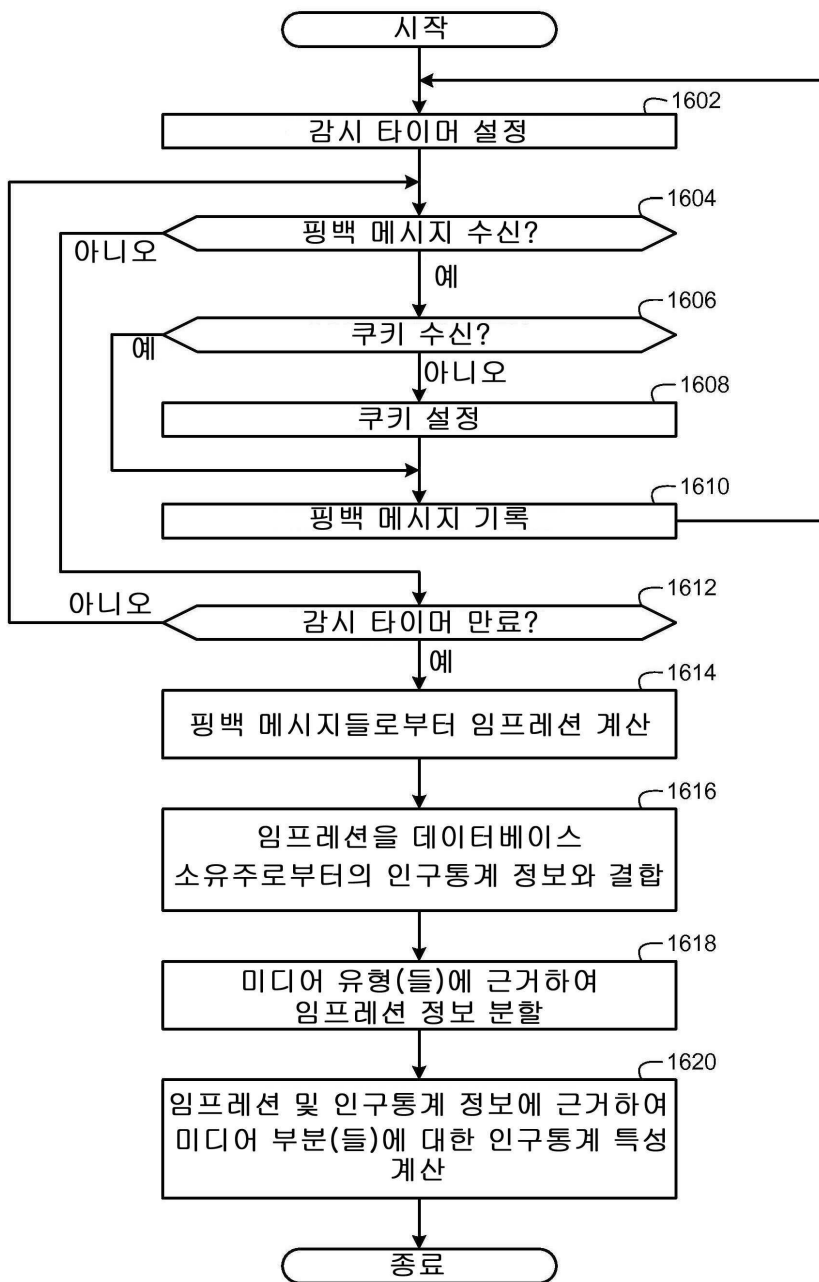 시작
1602
감시 타이머 설정
1604
핑백 메시지 수신?
아니오
예
1606
쿠키 수신?
예
아니오
1608
쿠키 설정
1610
핑백 메시지 기록
아니오
1612
감시 타이머 만료?
예
1614
핑백 메시지들로부터 임프레션 계산
1616
임프레션을 데이터베이스
소유주로부터의 인구통계 정보와 결합
1618
미디어 유형(들)에 근거하여
임프레션 정보 분할
1620
임프레션 및 인구통계 정보에 근거하여
미디어 부분(들)에 대한 인구통계 특성
계산
종료